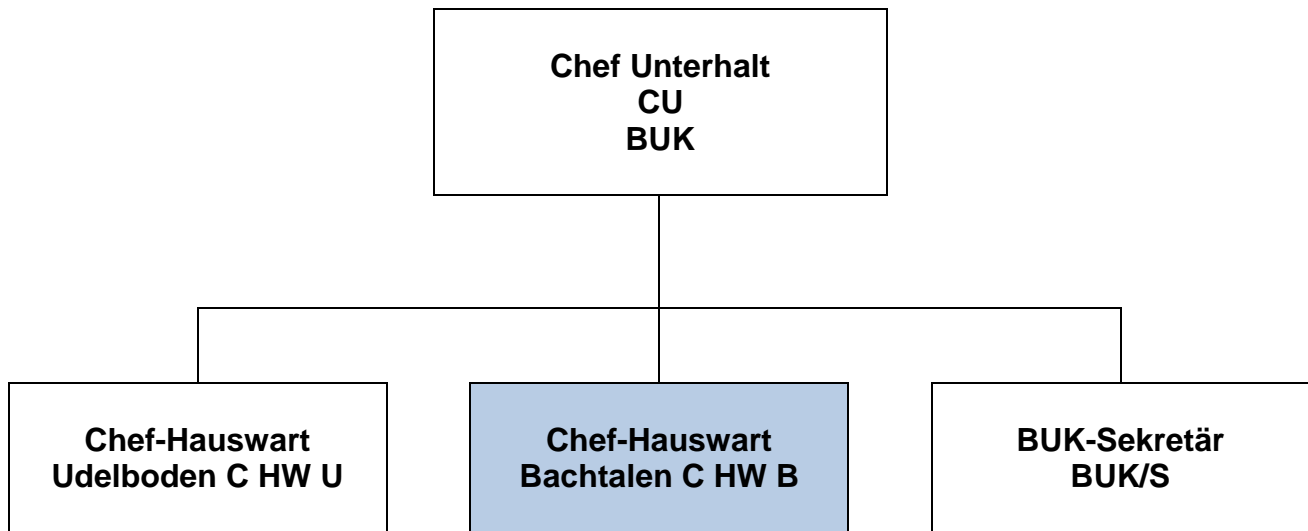 Chef Unterhalt
CU
BUK
Chef-Hauswart
Udelboden C HW U
Chef-Hauswart
Bachtalen C HW B
BUK-Sekretär
BUK/S